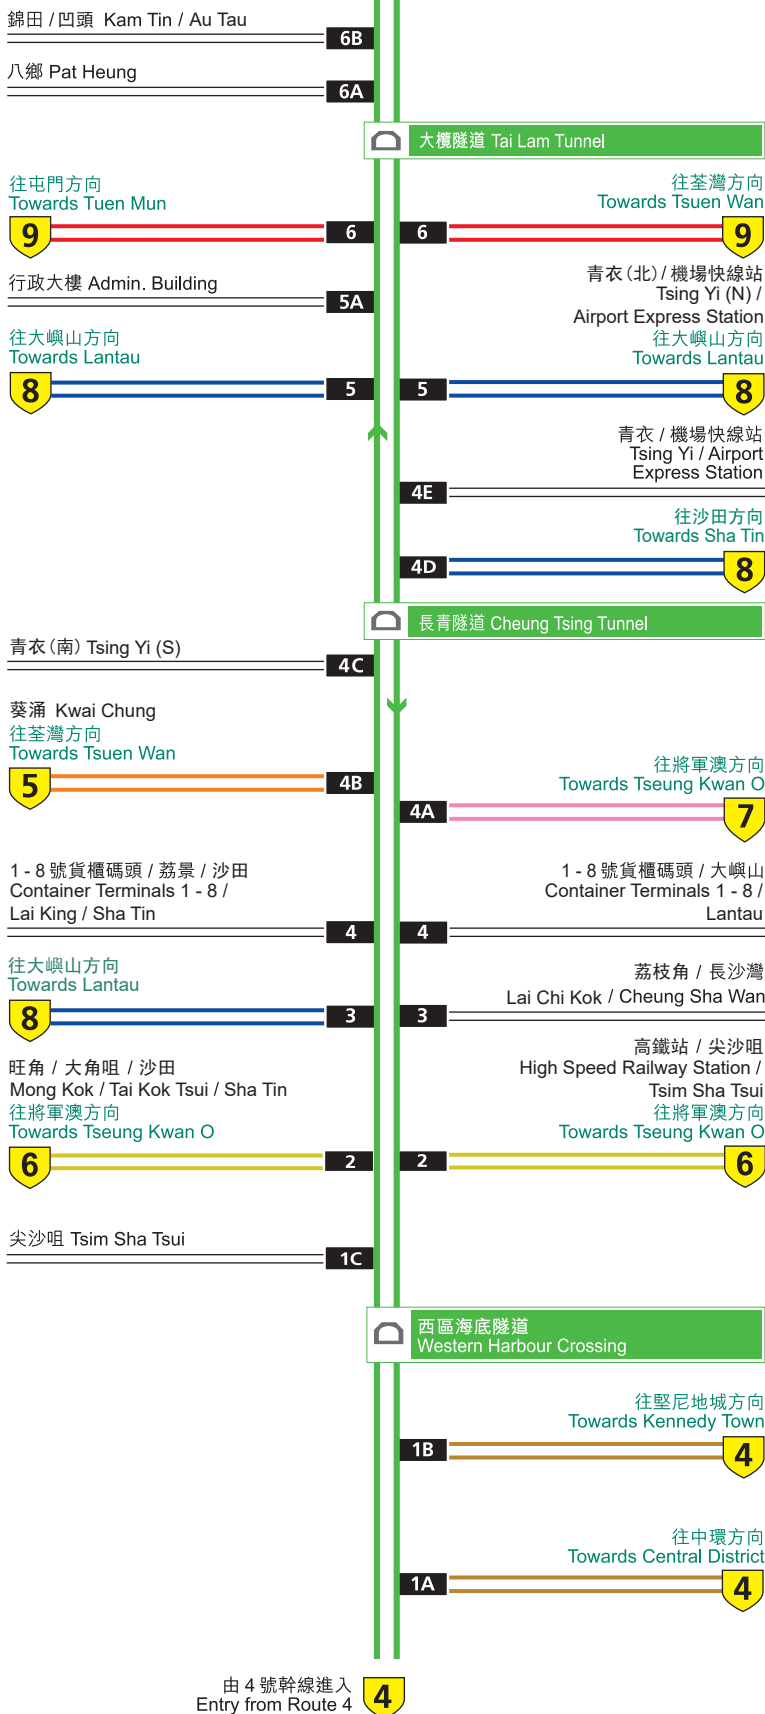 錦田 / 凹頭 Kam Tin / Au Tau
6B
八鄉 Pat Heung
6A
大欖隧道 Tai Lam Tunnel
往屯門方向
Towards Tuen Mun
9
6
往荃灣方向
Towards Tsuen Wan
6
9
行政大樓 Admin. Building
5A
青衣(北) / 機場快線站
Tsing Yi (N) /
Airport Express Station
往大嶼山方向
Towards Lantau
8
5
往大嶼山方向
Towards Lantau
5
8
青衣 / 機場快線站
Tsing Yi / Airport
Express Station
4E
往沙田方向
Towards Sha Tin
4D
8
長青隧道 Cheung Tsing Tunnel
青衣(南) Tsing Yi (S)
4C
葵涌 Kwai Chung
往荃灣方向
Towards Tsuen Wan
5
4B
往將軍澳方向
Towards Tseung Kwan O
4A
7
1 - 8 號貨櫃碼頭 / 荔景 / 沙田
Container Terminals 1 - 8 /
Lai King / Sha Tin
4
1 - 8 號貨櫃碼頭 / 大嶼山
Container Terminals 1 - 8 /
Lantau
4
往大嶼山方向
Towards Lantau
8
3
荔枝角 / 長沙灣
Lai Chi Kok / Cheung Sha Wan
3
旺角 / 大角咀 / 沙田
Mong Kok / Tai Kok Tsui / Sha Tin
往將軍澳方向
Towards Tseung Kwan O
6
2
高鐵站 / 尖沙咀
High Speed Railway Station /
Tsim Sha Tsui
往將軍澳方向
Towards Tseung Kwan O
2
6
尖沙咀 Tsim Sha Tsui
1C
西區海底隧道
Western Harbour Crossing
往堅尼地城方向
Towards Kennedy Town
1B
4
往中環方向
Towards Central District
1A
4
由 4 號幹線進入
Entry from Route 4
4